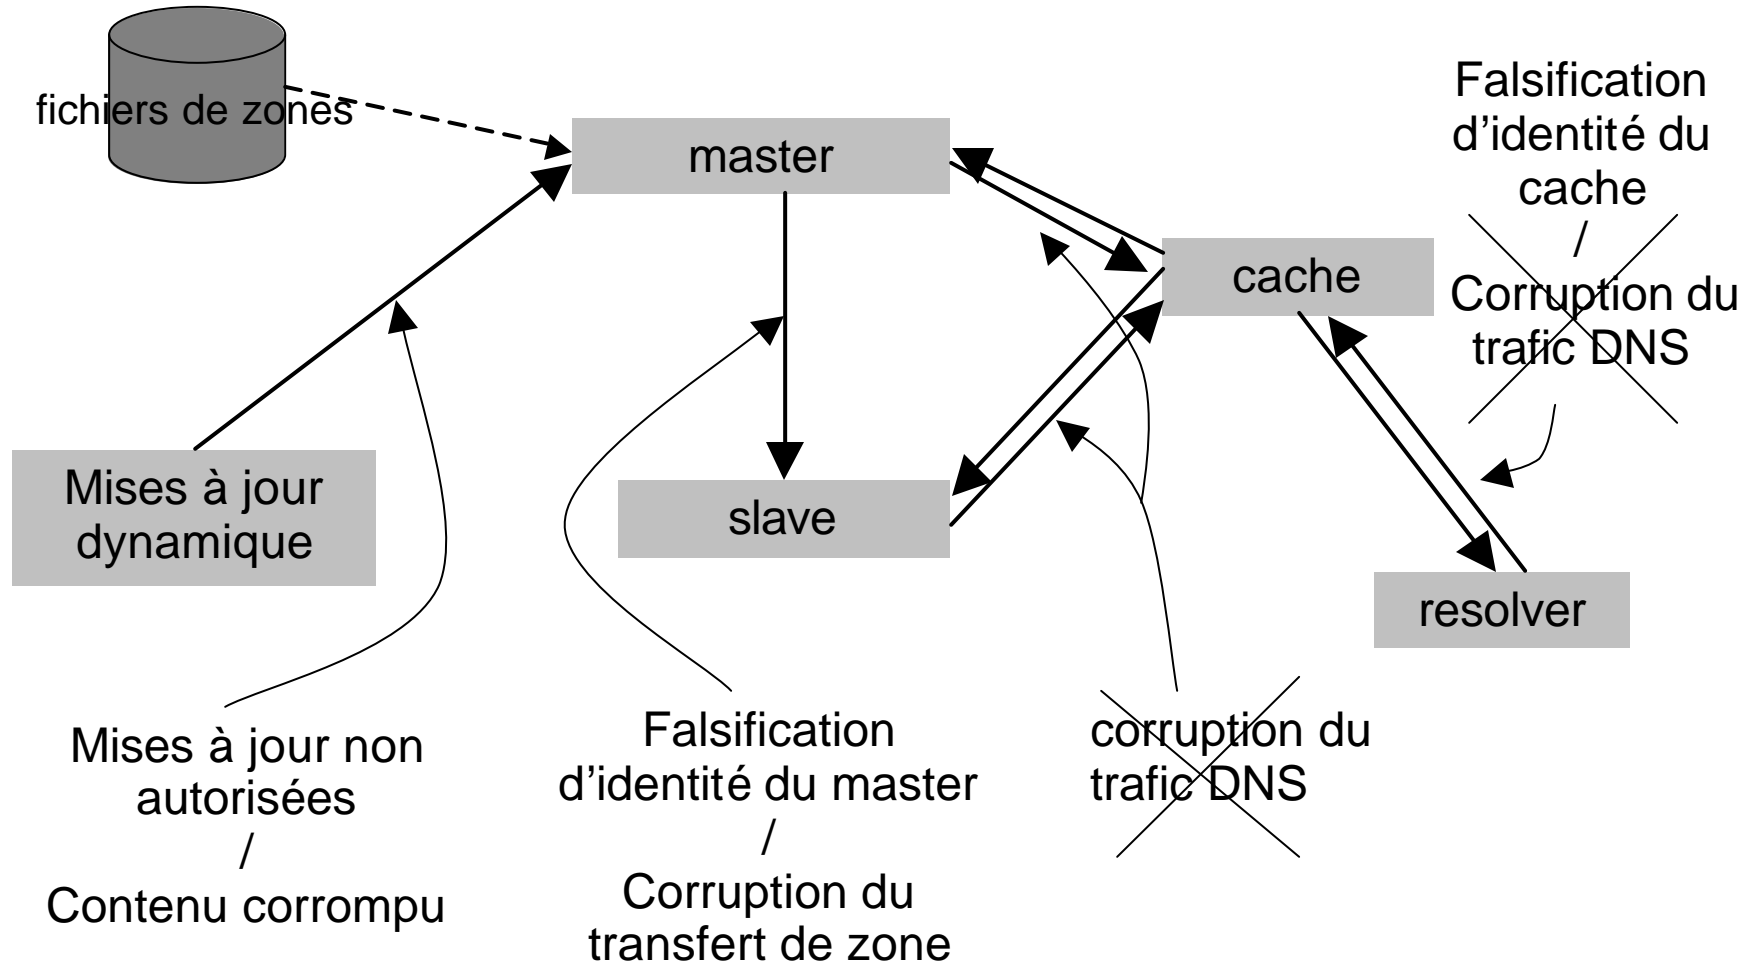 fichiers de zones
master
Falsification
d'identité du
cache
/
Corruption du
trafic DNS
cache
Mises à jour
dynamique
slave
resolver
Mises à jour non
autorisées
/
Contenu corrompu
Falsification
d'identité du master
/
Corruption du
transfert de zone
corruption du
trafic DNS